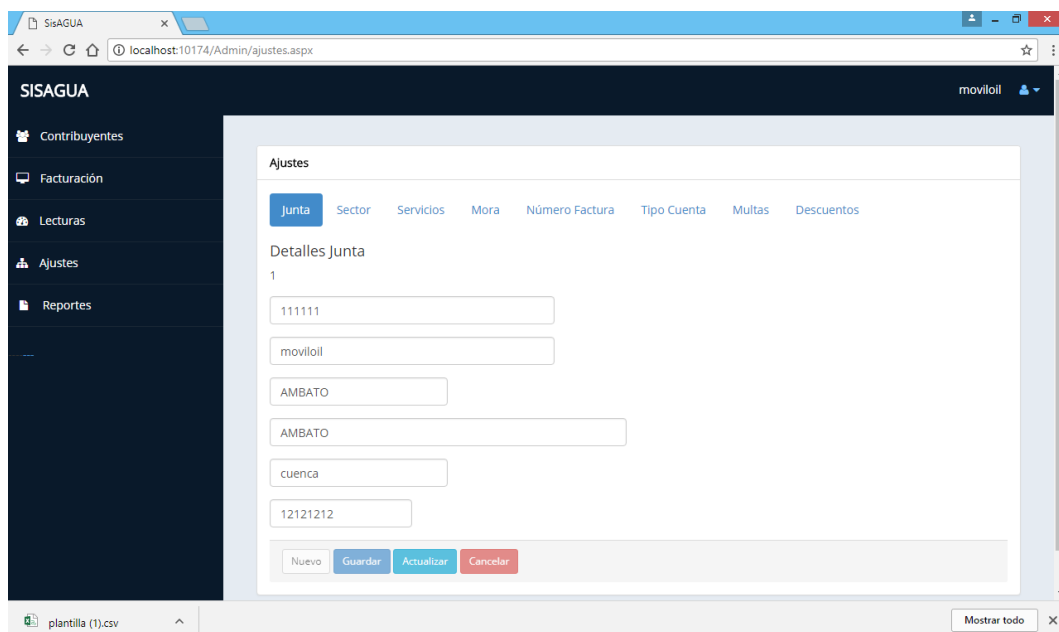 SisAGUA
localhost:10174/Admin/ajustes.aspx
SISAGUA
moviloil
Contribuyentes
Facturación
Lecturas
Ajustes
Reportes
Ajustes
Junta Sector Servicios Mora Número Factura Tipo Cuenta Multas Descuentos
Detalles Junta
1
111111
moviloil
AMBATO
AMBATO
cuenca
12121212
Nuevo Guardar Actualizar Cancelar
plantilla (1).csv
Mostrar todo